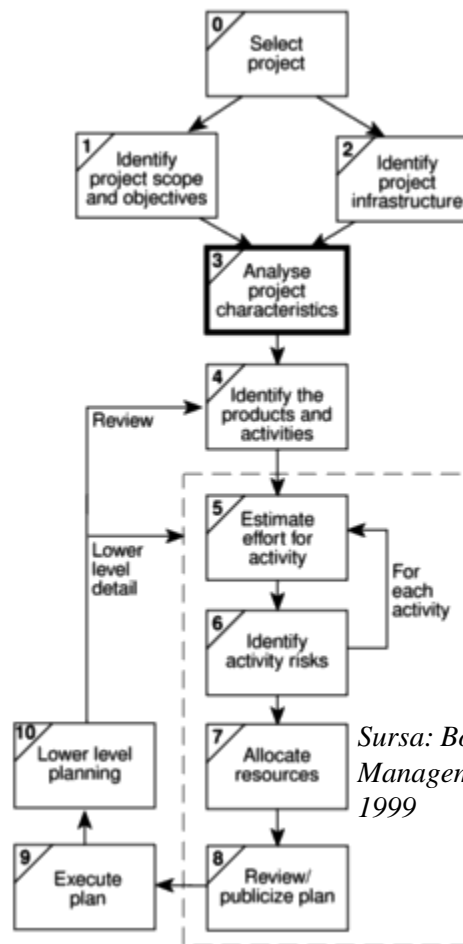 0
Select
project
1
Identify
project scope
and objectives
2
Identify
project
infrastructure
3
Analyse
project
characteristics
4
Identify the
products and
activities
Review
5
Estimate
effort for
activity
Lower
level
detail
For
each
activity
6
Identify
activity risks
7
Allocate
resources
Sursa: Bo
Managem
1999
10
Lower level
planning
8
Review/
publicize plan
9
Execute
plan